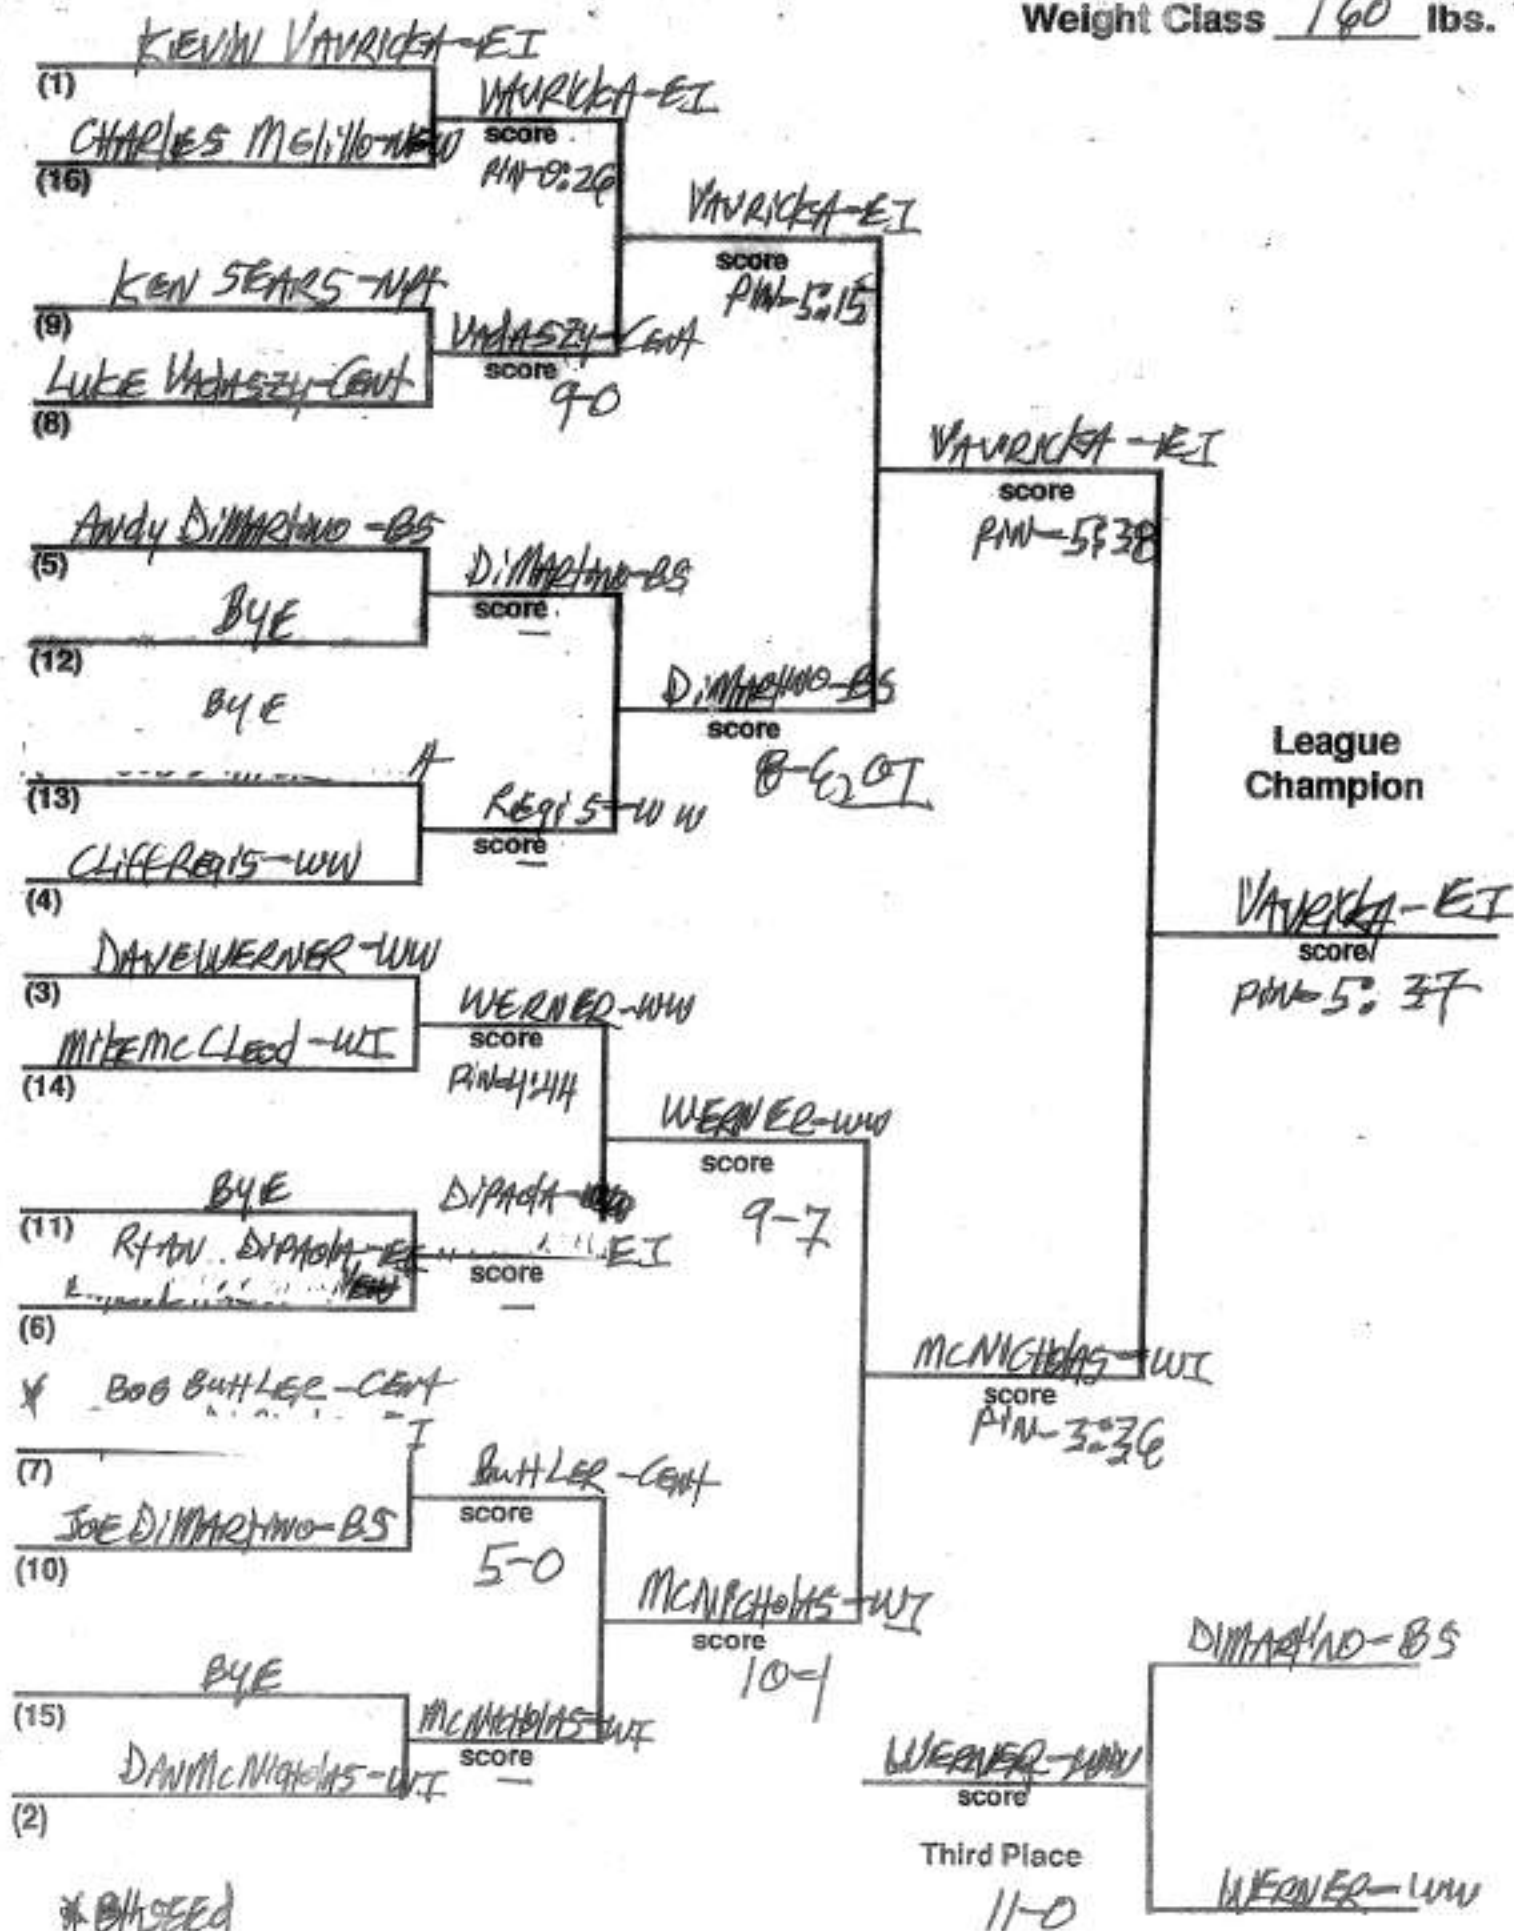 Weight Class 160 lbs.
KEVIN VAVRICKA-EI
(1)
VAVRICKA-EI
score
PIN-0:26
CHARLES Melillo-NEW
(16)
VAVRICKA-EI
score
PIN-5:15
KEN SEARS-NPT
(9)
VADASZY-CENT
score
9-0
LUKE VADASZY-CENT
(8)
VAVRICKA-EI
score
PIN-5:38
ANDY DIMARTINO-BS
(5)
DIMARTINO-BS
score
—
BYE
(12)
DIMARTINO-BS
score
8-6, OT
BYE
(13)
REGIS-WW
score
—
CLIFF REGIS-WW
(4)
League
Champion
VAVRICKA-EI
score
PIN-5:37
DAVE WERNER-WW
(3)
WERNER-WW
score
PIN-4:44
MIKE MCCLEOD-WI
(14)
WERNER-WW
score
9-7
BYE
(11)
DIPAOLA-
EI
score
—
RYAN DIPAOLA-EI
(6)
MCNICHOLAS-WI
score
PIN-3:36
* BOB BUHLER-CENT
(7)
BUHLER-CENT
score
5-0
JOE DIMARTINO-BS
(10)
MCNICHOLAS-WI
score
10-1
BYE
(15)
MCNICHOLAS-WI
score
—
DAN MCNICHOLAS-WI
(2)
DIMARTINO-BS
WERNER-WW
score
Third Place
11-0
WERNER-WW
* 8th SEEd